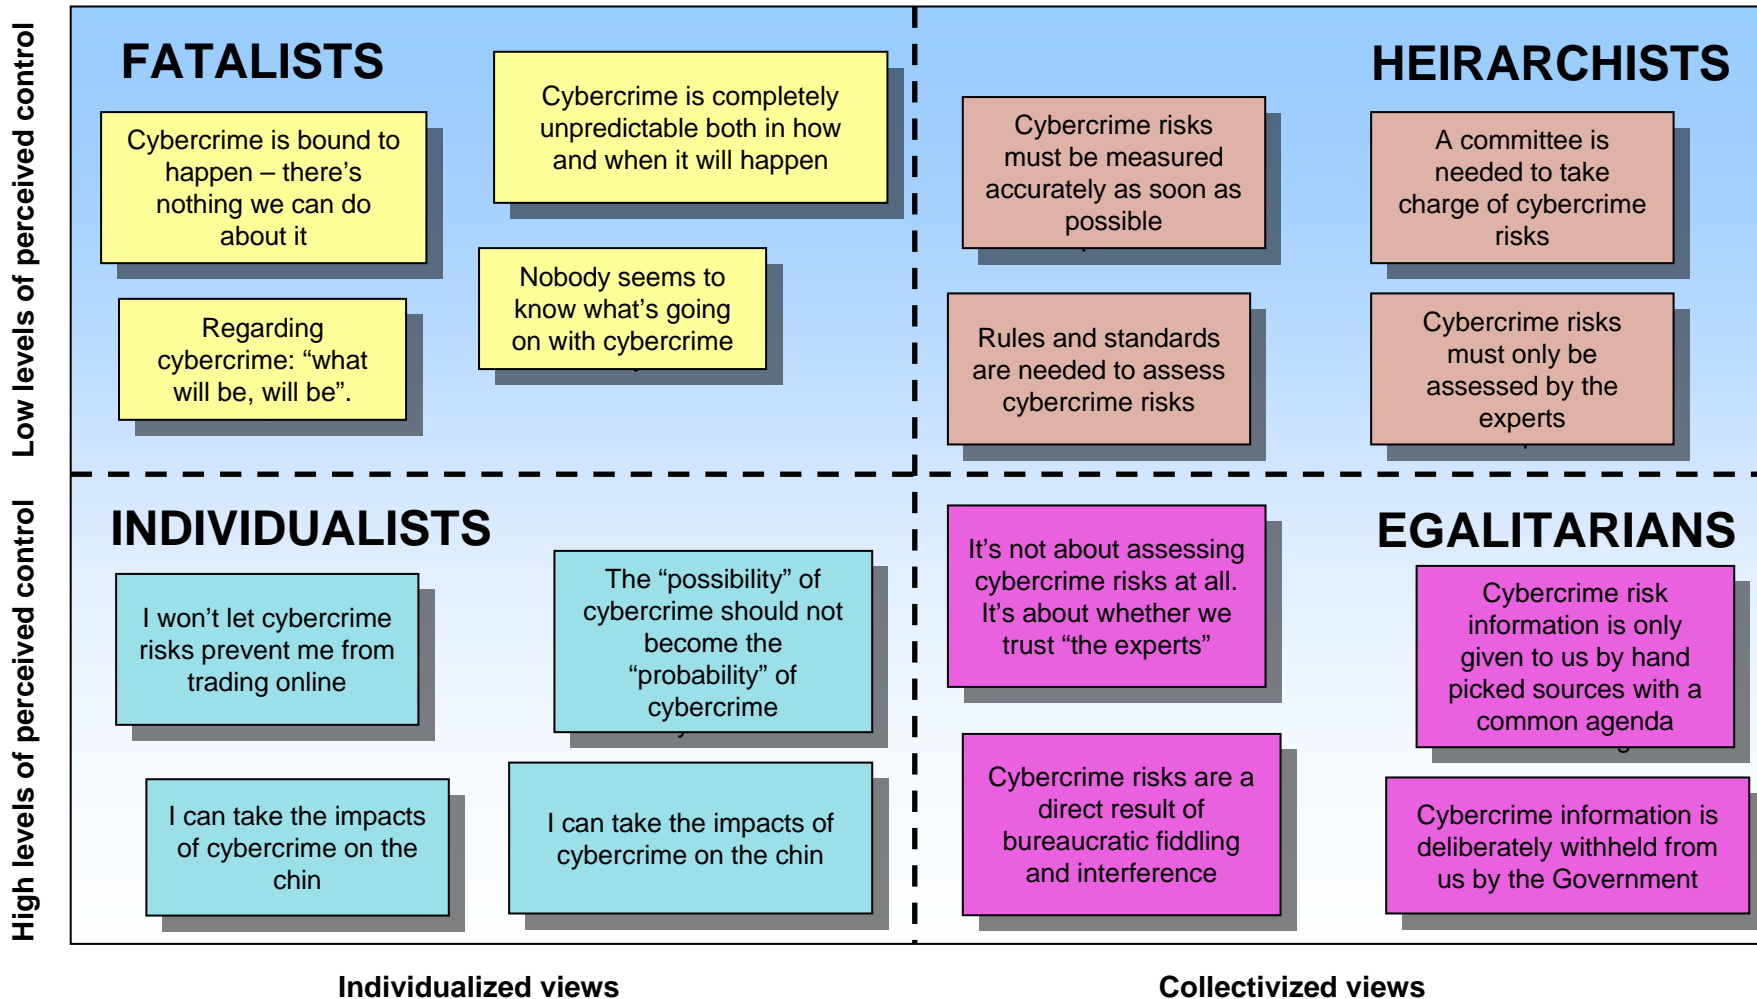 Low levels of perceived control
FATALISTS
Cybercrime is bound to
happen – there's
nothing we can do
about it
Cybercrime is completely
unpredictable both in how
and when it will happen
Regarding
cybercrime: “what
will be, will be”.
Nobody seems to
know what's going
on with cybercrime
HEIRARCHISTS
Cybercrime risks
must be measured
accurately as soon as
possible
A committee is
needed to take
charge of cybercrime
risks
Rules and standards
are needed to assess
cybercrime risks
Cybercrime risks
must only be
assessed by the
experts
High levels of perceived control
INDIVIDUALISTS
I won't let cybercrime
risks prevent me from
trading online
The “possibility” of
cybercrime should not
become the
“probability” of
cybercrime
I can take the impacts
of cybercrime on the
chin
I can take the impacts of
cybercrime on the chin
EGALITARIANS
It's not about assessing
cybercrime risks at all.
It's about whether we
trust “the experts”
Cybercrime risk
information is only
given to us by hand
picked sources with a
common agenda
Cybercrime risks are a
direct result of
bureaucratic fiddling
and interference
Cybercrime information is
deliberately withheld from
us by the Government
Individualized views
Collectivized views